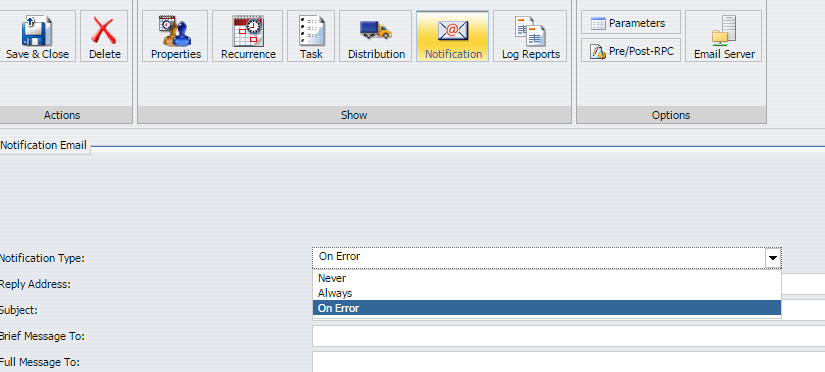 Save & Close
Delete
Properties
Recurrence
Task
Distribution
Notification
Log Reports
Parameters
Pre/Post-RPC
Email Server
Actions
Show
Options
Notification Email
Notification Type:
On Error
Reply Address:
Never
Always
Subject:
On Error
Brief Message To:
Full Message To: